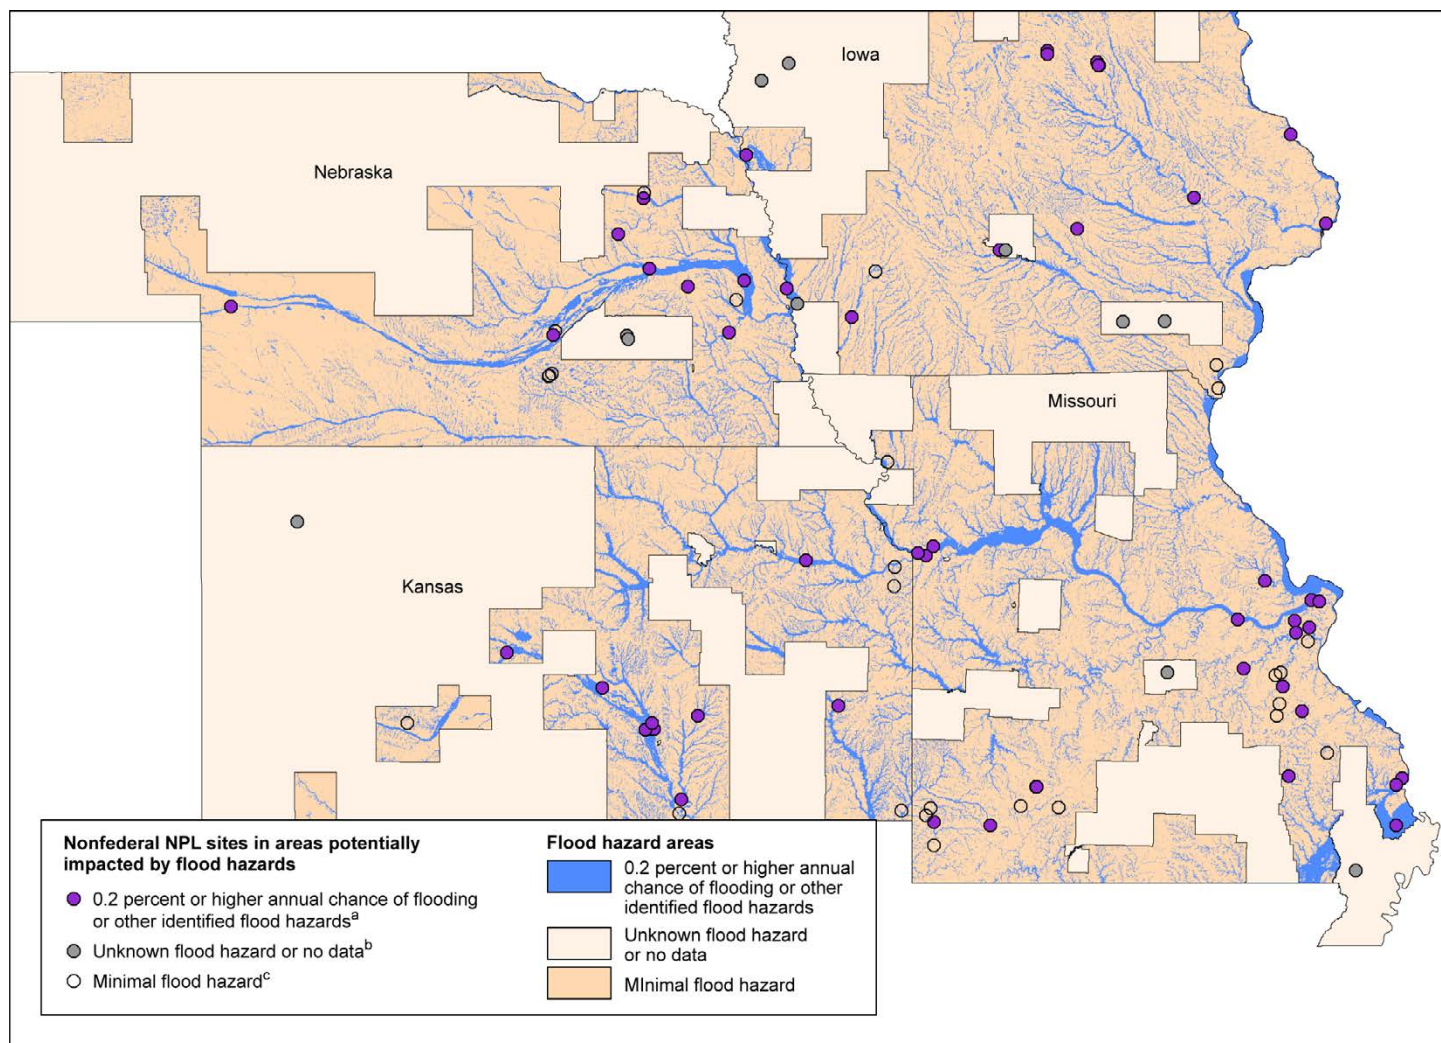 Iowa
Nebraska
Missouri
Kansas
Nonfederal NPL sites in areas potentially
impacted by flood hazards
0.2 percent or higher annual chance of flooding
or other identified flood hazardsᵃ
Unknown flood hazard or no dataᵇ
Minimal flood hazardᶜ
Flood hazard areas
0.2 percent or higher annual
chance of flooding or other
identified flood hazards
Unknown flood hazard
or no data
MInimal flood hazard